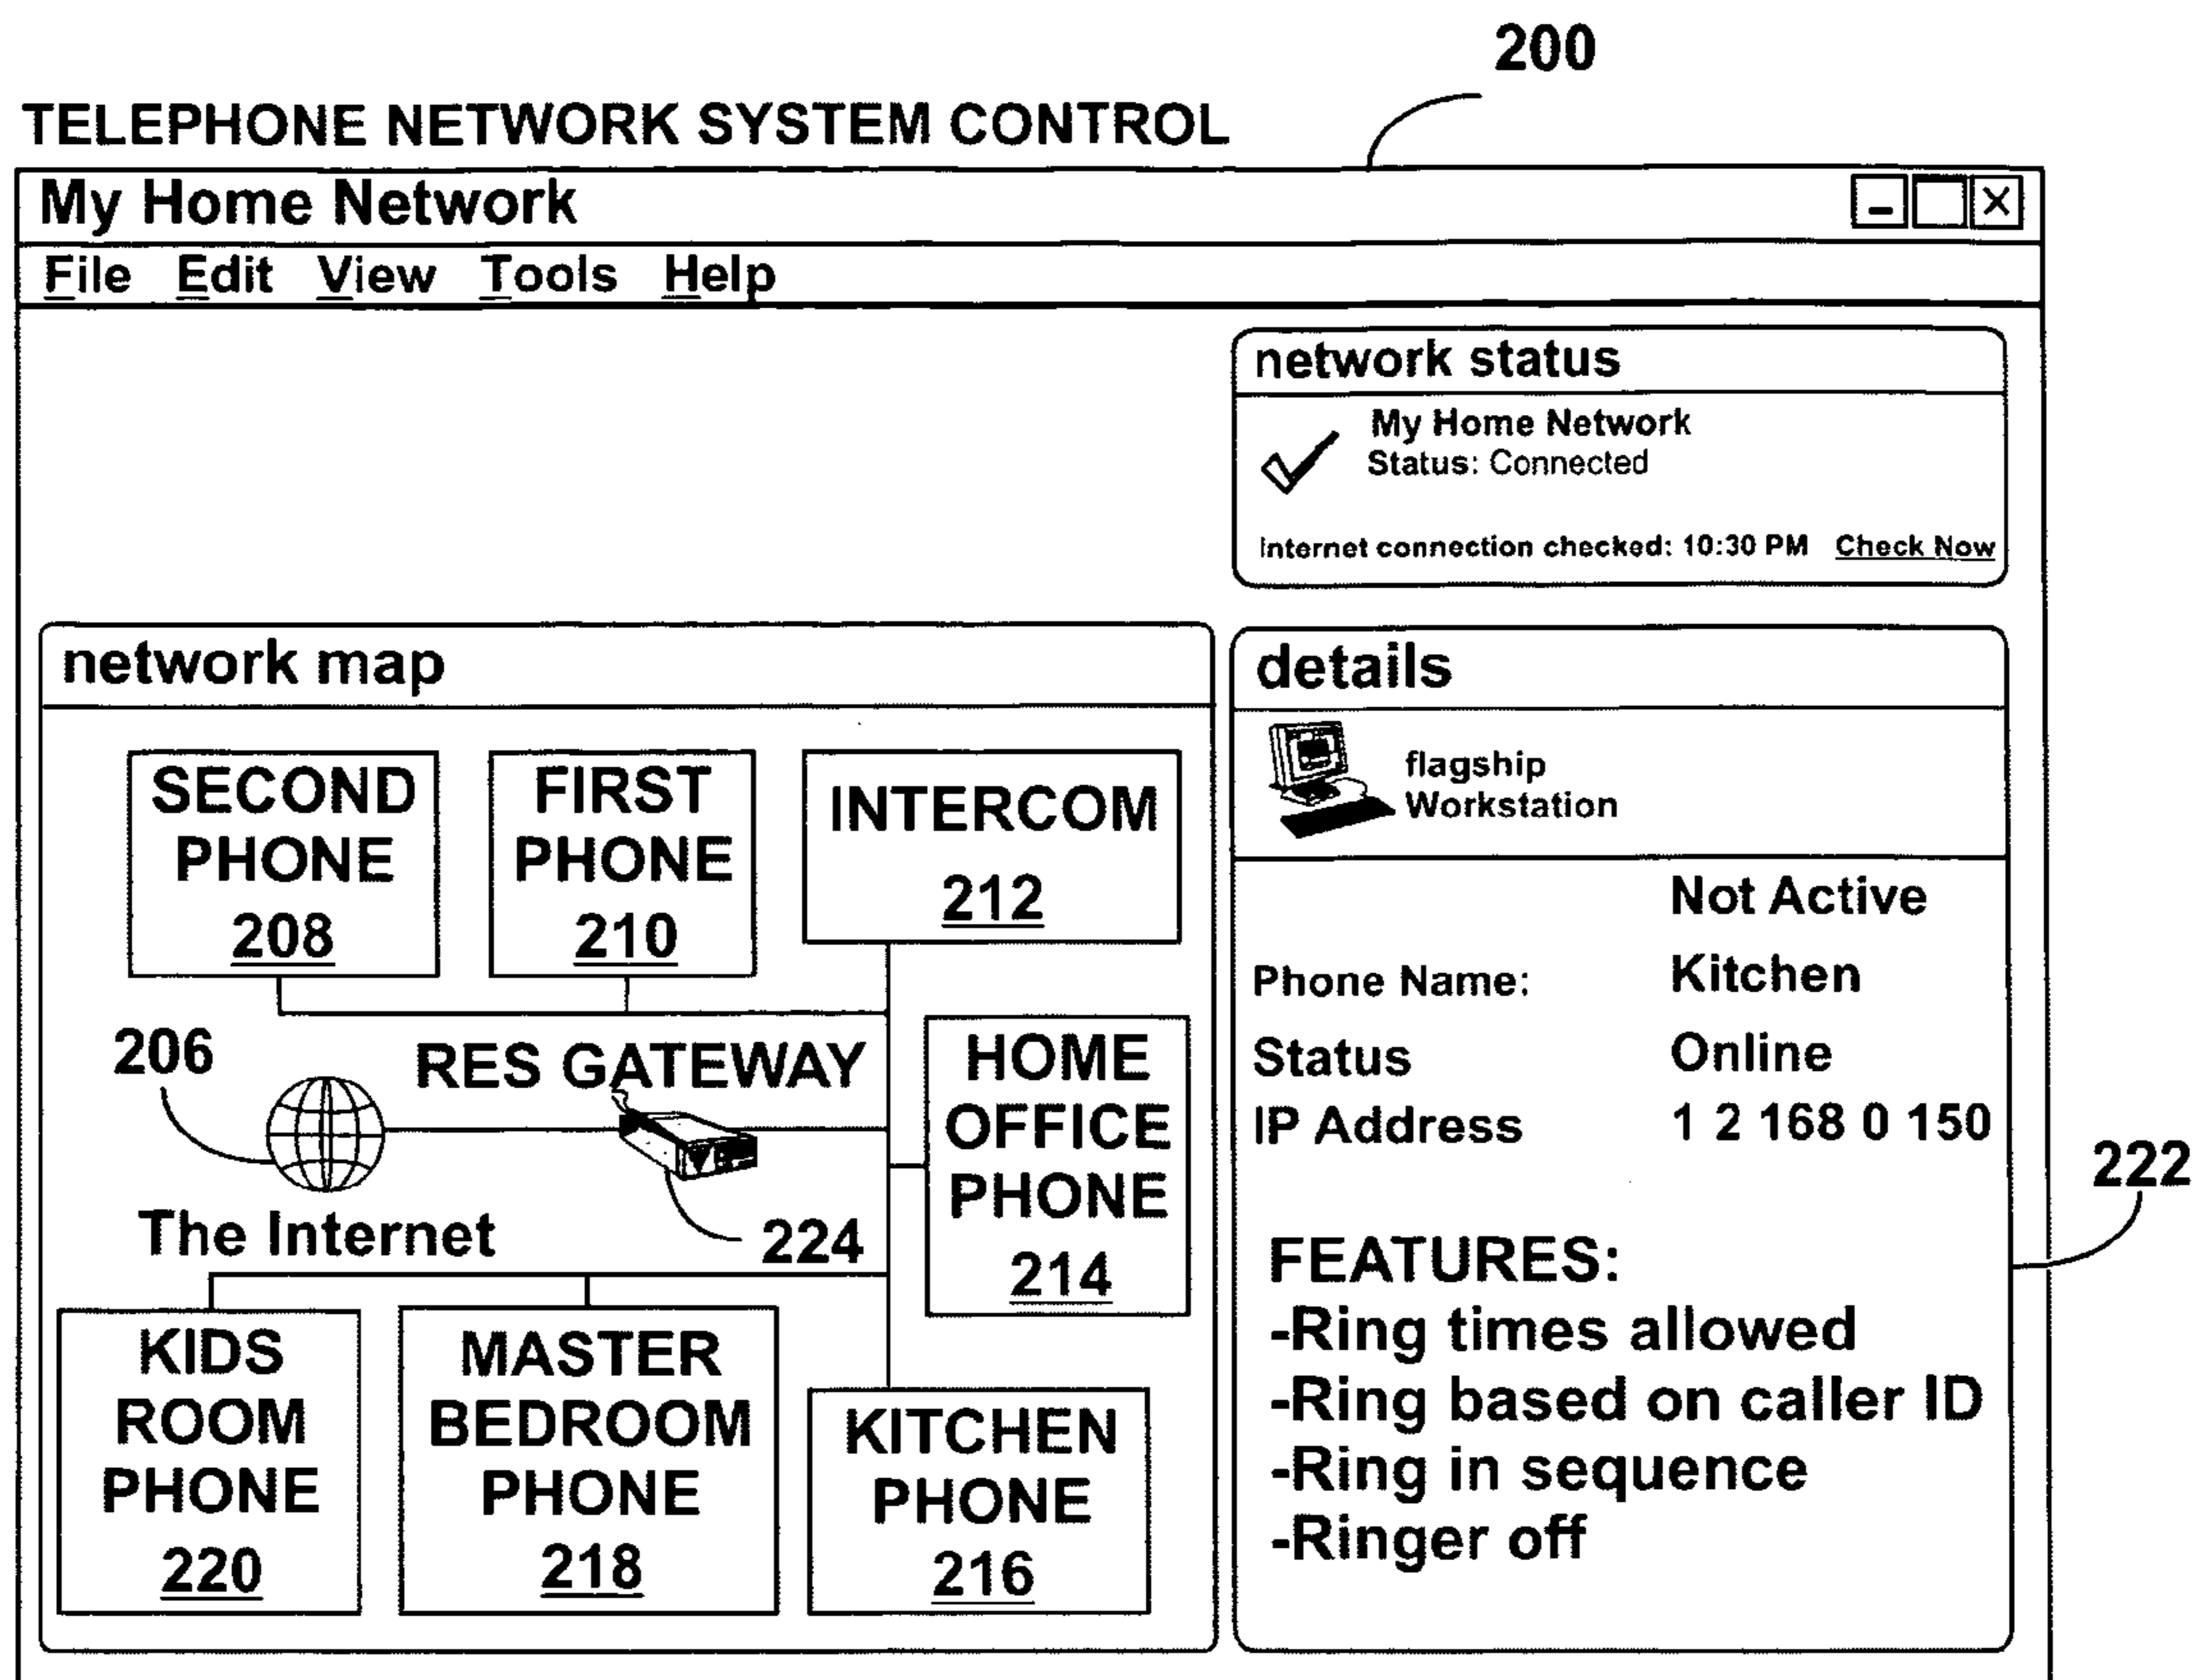 200
TELEPHONE NETWORK SYSTEM CONTROL
My Home Network
File Edit View Tools Help
network status
My Home Network
Status: Connected
Internet connection checked: 10:30 PM Check Now
network map
SECOND
PHONE
208
FIRST
PHONE
210
INTERCOM
212
206
RES GATEWAY
The Internet
224
HOME
OFFICE
PHONE
214
KIDS
ROOM
PHONE
220
MASTER
BEDROOM
PHONE
218
KITCHEN
PHONE
216
details
flagship
Workstation
Not Active
Phone Name: Kitchen
Status Online
IP Address 1 2 168 0 150
222
FEATURES:
-Ring times allowed
-Ring based on caller ID
-Ring in sequence
-Ringer off